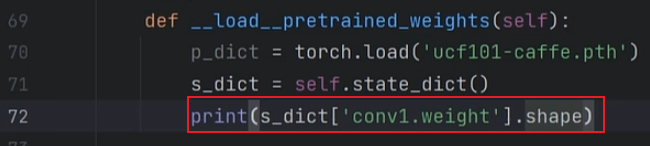 69 def __load__pretrained_weights(self):
70 p_dict = torch.load('ucf101-caffe.pth')
71 s_dict = self.state_dict()
72 print(s_dict['conv1.weight'].shape)